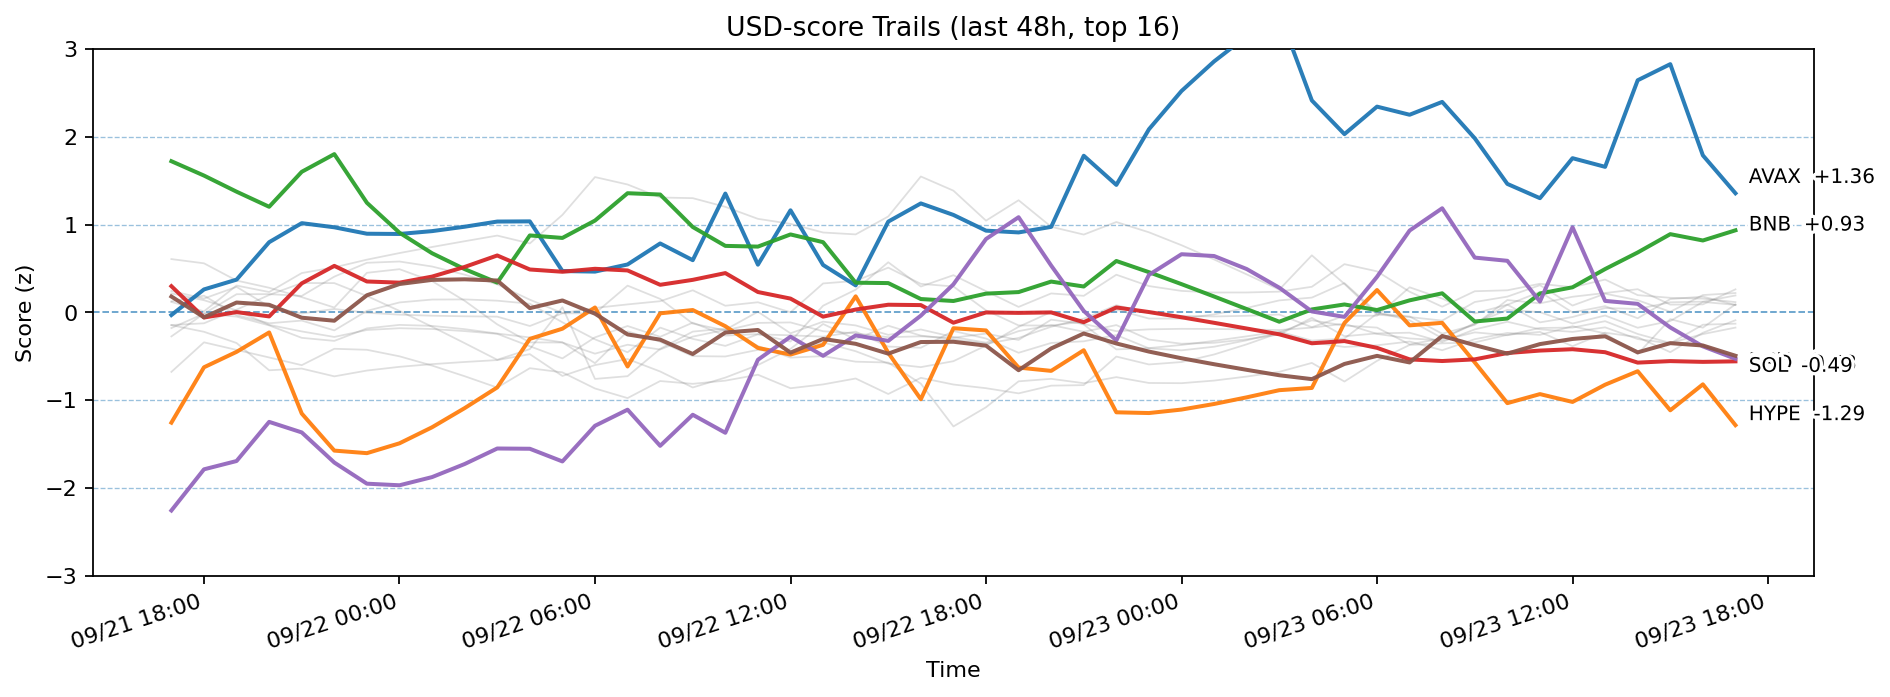 USD-score Trails (last 48h, top 16)
Score (z)
3
2
1
0
−1
−2
−3
AVAX +1.36
BNB +0.93
SOL -0.49
HYPE -1.29
09/21 18:00
09/22 00:00
09/22 06:00
09/22 12:00
09/22 18:00
09/23 00:00
09/23 06:00
09/23 12:00
09/23 18:00
Time